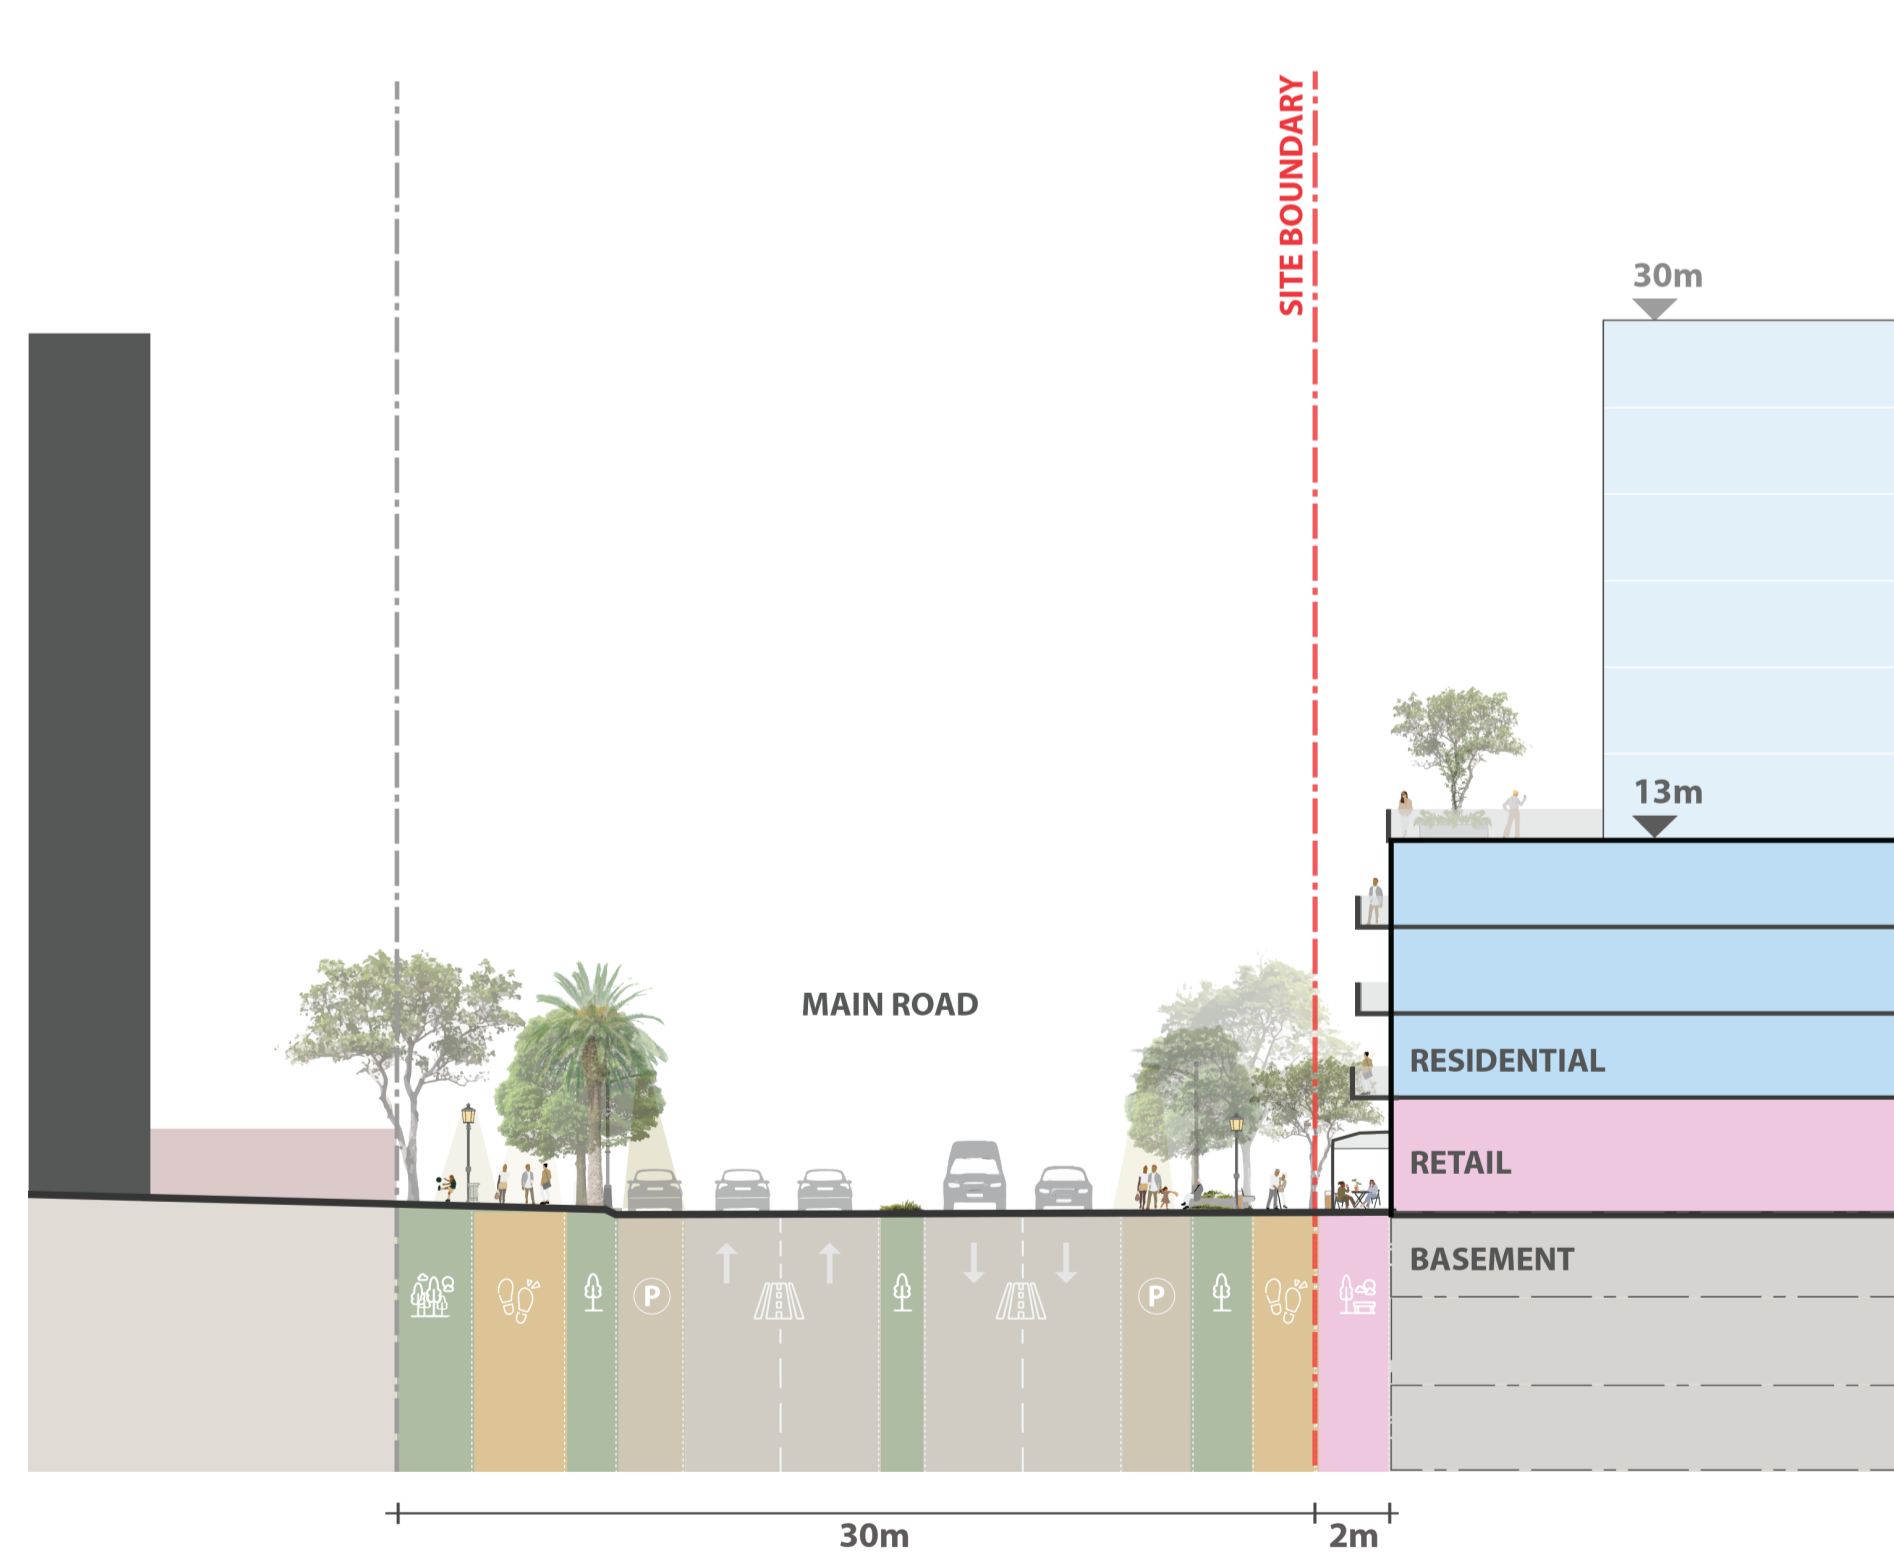 SITE BOUNDARY
30m
13m
MAIN ROAD
RESIDENTIAL
RETAIL
BASEMENT
P
P
30m
2m